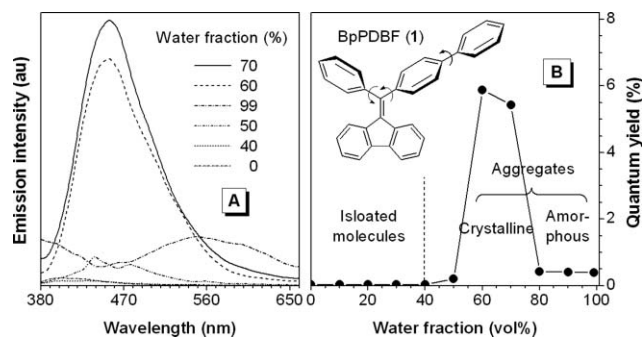 Water fraction (%)
70
60
99
50
40
0
A
Emission intensity (au)
380
470
560
650
Wavelength (nm)
BpPDBF (1)
B
Isloated
molecules
Aggregates
Crystalline
Amor-
phous
8
6
4
2
0
Quantum yield (%)
0
20
40
60
80
100
Water fraction (vol%)